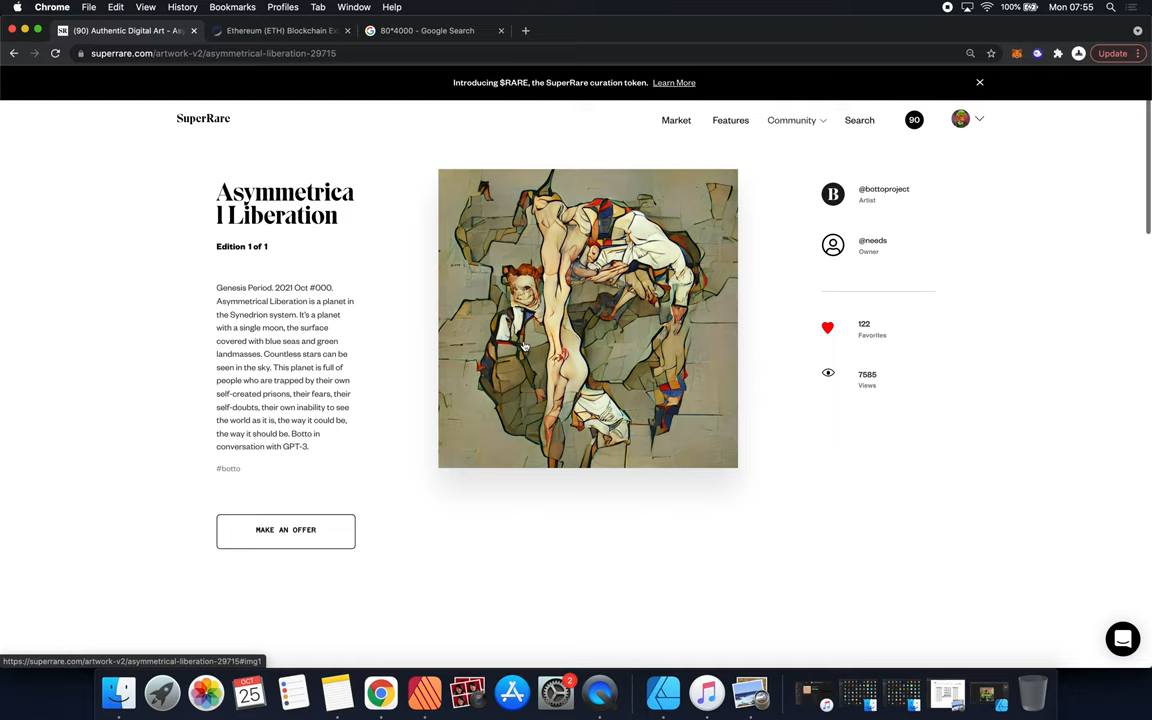 Chrome File Edit View History Bookmarks Profiles Tab Window Help 100% Mon 07:55
SR (90) Authentic Digital Art - As Ethereum (ETH) Blockchain Ex 80*4000 - Google Search
superrare.com/artwork-v2/asymmetrical-liberation-29715 Update
Introducing $RARE, the SuperRare curation token. Learn More
SuperRare Market Features Community Search 90
Asymmetrica
l Liberation
Edition 1 of 1
Genesis Period. 2021 Oct #000.
Asymmetrical Liberation is a planet in
the Synedrion system. It's a planet
with a single moon, the surface
covered with blue seas and green
landmasses. Countless stars can be
seen in the sky. This planet is full of
people who are trapped by their own
self-created prisons, their fears, their
self-doubts, their own inability to see
the world as it is, the way it could be,
the way it should be. Botto in
conversation with GPT-3.
#botto
MAKE AN OFFER
B
@bottoproject
Artist
@needs
Owner
122
Favorites
7585
Views
https://superrare.com/artwork-v2/asymmetrical-liberation-29715#img1
OCT
25
2